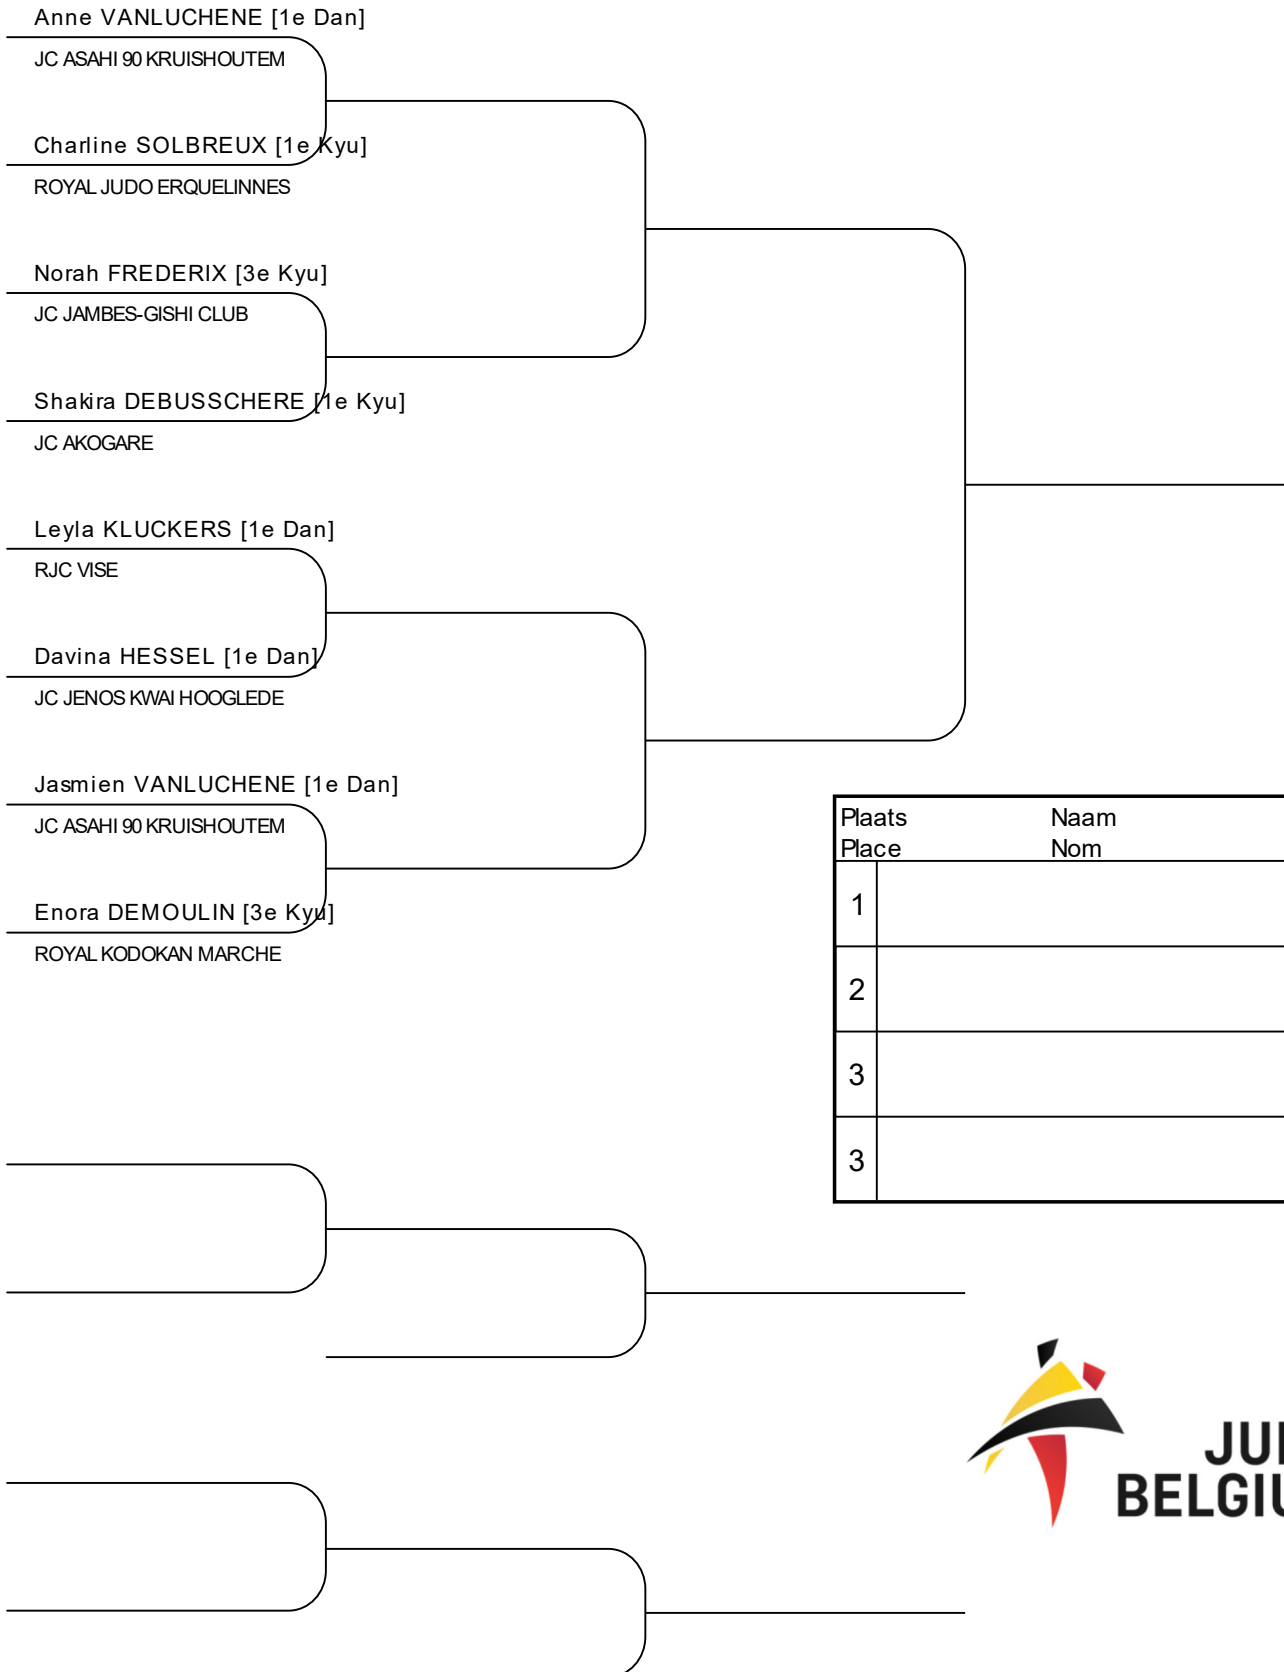 Anne VANLUCHENE [1e Dan]
JC ASAHI 90 KRUISHOUTEM
Charline SOLBREUX [1e Kyu]
ROYAL JUDO ERQUELINNES
Norah FREDERIX [3e Kyu]
JC JAMBES-GISHI CLUB
Shakira DEBUSSCHERE [1e Kyu]
JC AKOGARE
Leyla KLUCKERS [1e Dan]
RJC VISE
Davina HESSEL [1e Dan]
JC JENOS KWAI HOOGLEDE
Jasmien VANLUCHENE [1e Dan]
JC ASAHI 90 KRUISHOUTEM
Enora DEMOULIN [3e Kyu]
ROYAL KODOKAN MARCHE
Plaats Naam
Place Nom
1
2
3
3